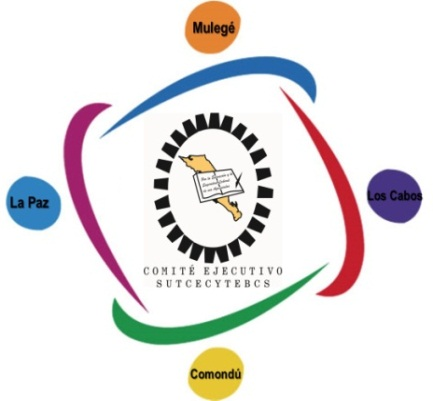 Mulegé
La Paz
Los Cabos
COMITÉ EJECUTIVO
SUTCECYTEBCS
Comondú